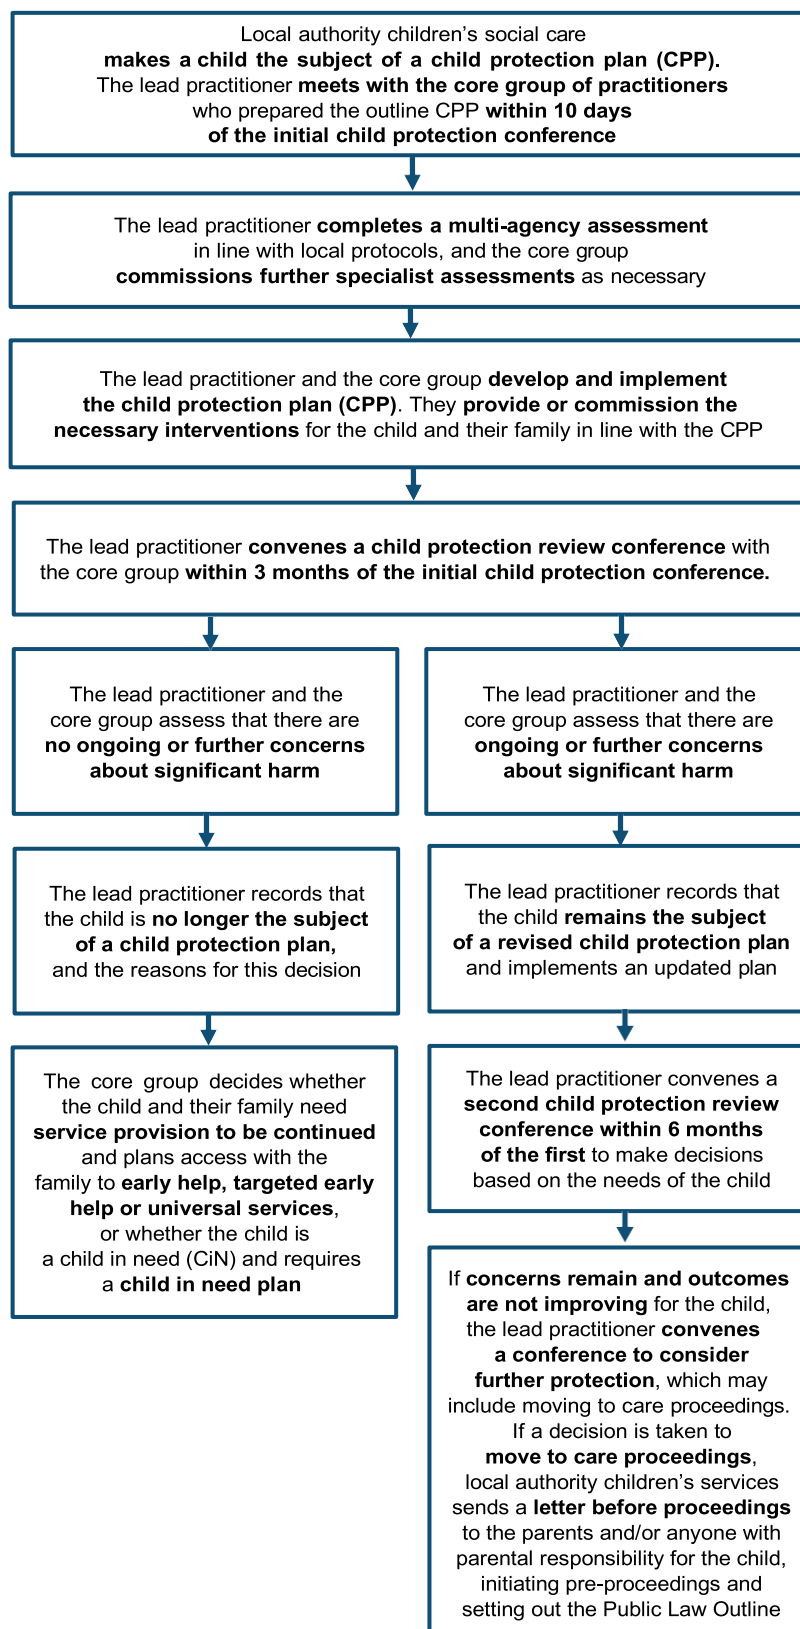 Local authority children’s social care
makes a child the subject of a child protection plan (CPP).
The lead practitioner meets with the core group of practitioners
who prepared the outline CPP within 10 days
of the initial child protection conference
The lead practitioner completes a multi-agency assessment
in line with local protocols, and the core group
commissions further specialist assessments as necessary
The lead practitioner and the core group develop and implement
the child protection plan (CPP). They provide or commission the
necessary interventions for the child and their family in line with the CPP
The lead practitioner convenes a child protection review conference with
the core group within 3 months of the initial child protection conference.
The lead practitioner and the
core group assess that there are
no ongoing or further concerns
about significant harm
The lead practitioner records that
the child is no longer the subject
of a child protection plan,
and the reasons for this decision
The core group decides whether
the child and their family need
service provision to be continued
and plans access with the
family to early help, targeted early
help or universal services,
or whether the child is
a child in need (CiN) and requires
a child in need plan
The lead practitioner and the
core group assess that there are
ongoing or further concerns
about significant harm
The lead practitioner records that
the child remains the subject
of a revised child protection plan
and implements an updated plan
The lead practitioner convenes a
second child protection review
conference within 6 months
of the first to make decisions
based on the needs of the child
If concerns remain and outcomes
are not improving for the child,
the lead practitioner convenes
a conference to consider
further protection, which may
include moving to care proceedings.
If a decision is taken to
move to care proceedings,
local authority children’s services
sends a letter before proceedings
to the parents and/or anyone with
parental responsibility for the child,
initiating pre-proceedings and
setting out the Public Law Outline